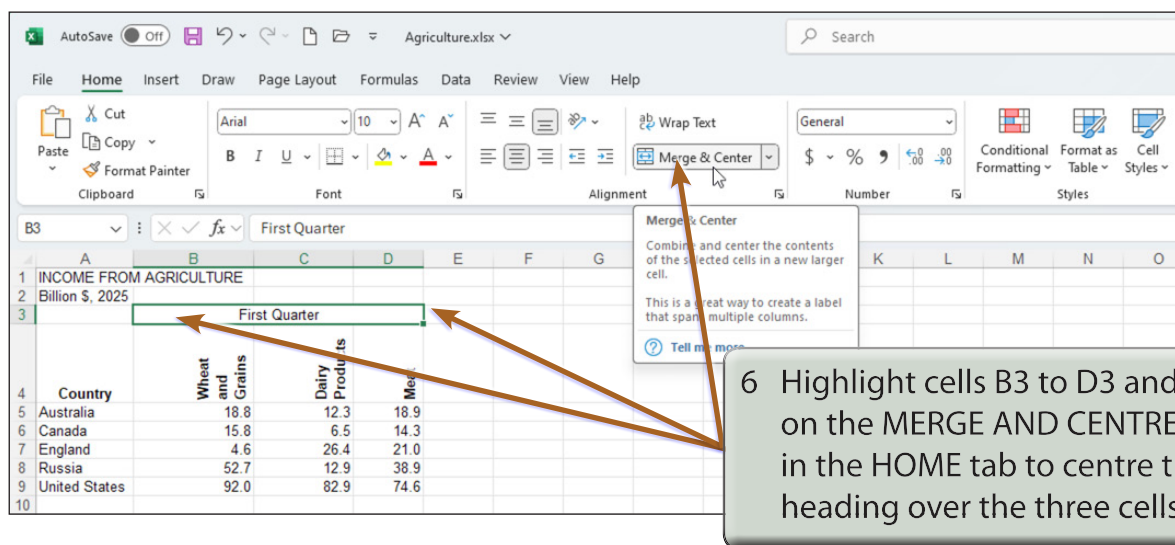 AutoSave Off Agriculture.xlsx Search
File Home Insert Draw Page Layout Formulas Data Review View Help
Cut
Copy
Format Painter
Paste
Clipboard
Arial 10 A A
B I U A
Font
ab Wrap Text
Merge & Center
Alignment
General
$ % 9 .00
Number
Conditional Formatting
Format as Table
Cell Styles
Styles
B3 fx First Quarter
A B C D E F G K L M N O
1 INCOME FROM AGRICULTURE
2 Billion $, 2025
3 First Quarter
4 Country Wheat and Grains Dairy Products
5 Australia 18.8 12.3 18.9
6 Canada 15.8 6.5 14.3
7 England 4.6 26.4 21.0
8 Russia 52.7 12.9 38.9
9 United States 92.0 82.9 74.6
10
Merge & Center
Combine and center the contents
of the selected cells in a new larger
cell.
This is a great way to create a label
that spans multiple columns.
Tell me more
6 Highlight cells B3 to D3 and
on the MERGE AND CENTRE
in the HOME tab to centre t
heading over the three cells